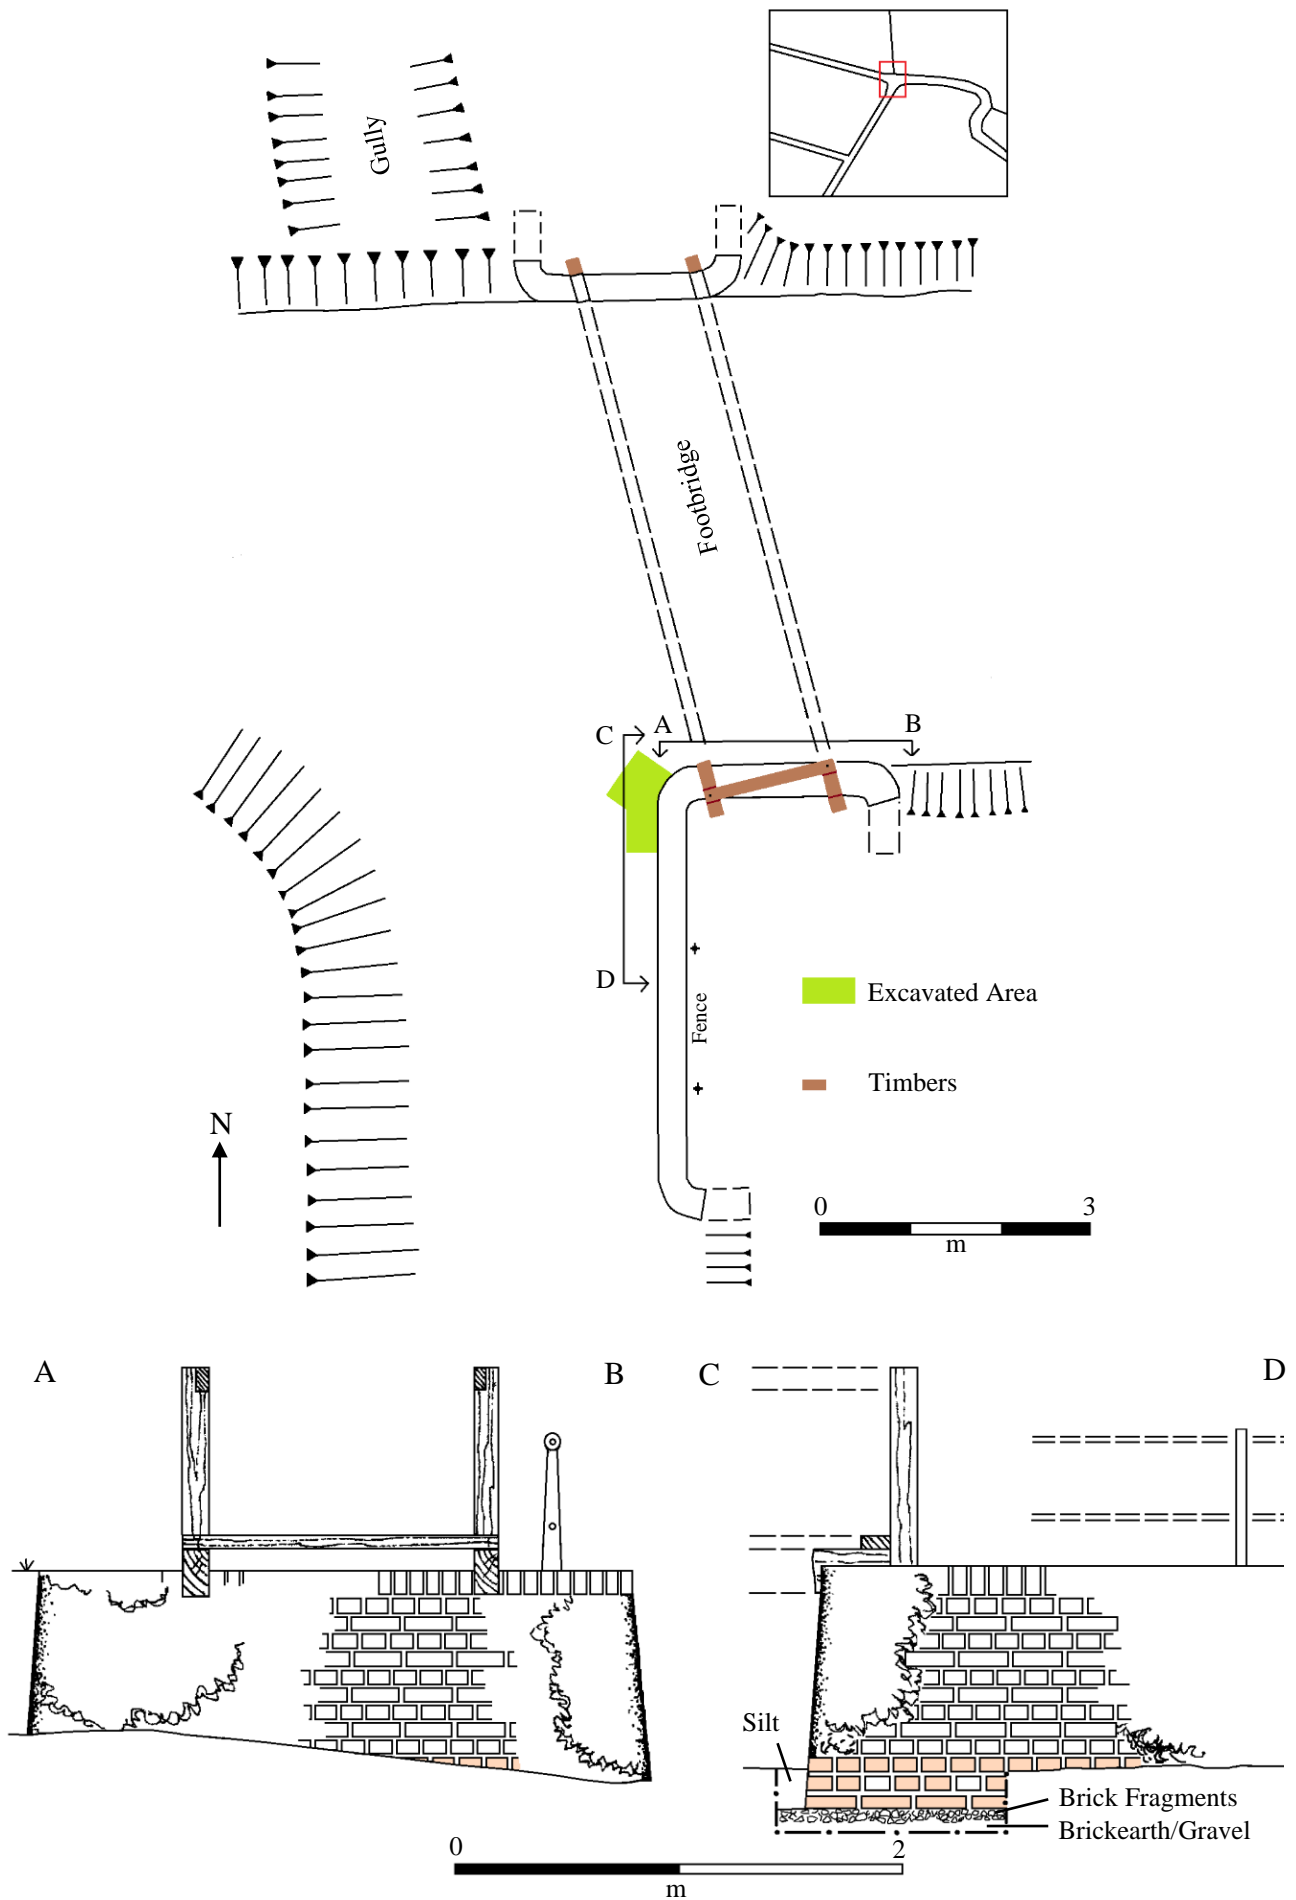 Gully
Footbridge
C
A
B
D
Fence
Excavated Area
Timbers
N
0
3
m
A
B
C
D
Silt
Brick Fragments
Brickearth/Gravel
0
2
m